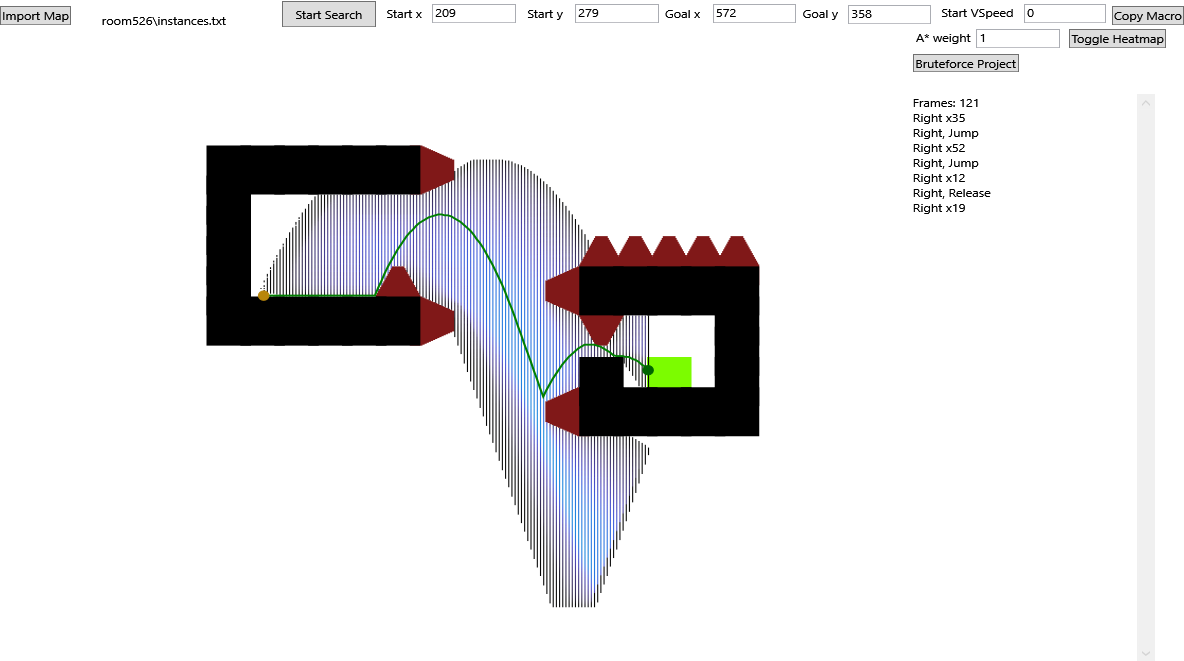 Import Map
room526\instances.txt
Start Search
Start x 209
Start y 279
Goal x 572
Goal y 358
Start VSpeed 0
Copy Macro
A* weight 1
Toggle Heatmap
Bruteforce Project
Frames: 121
Right x35
Right, Jump
Right x52
Right, Jump
Right x12
Right, Release
Right x19